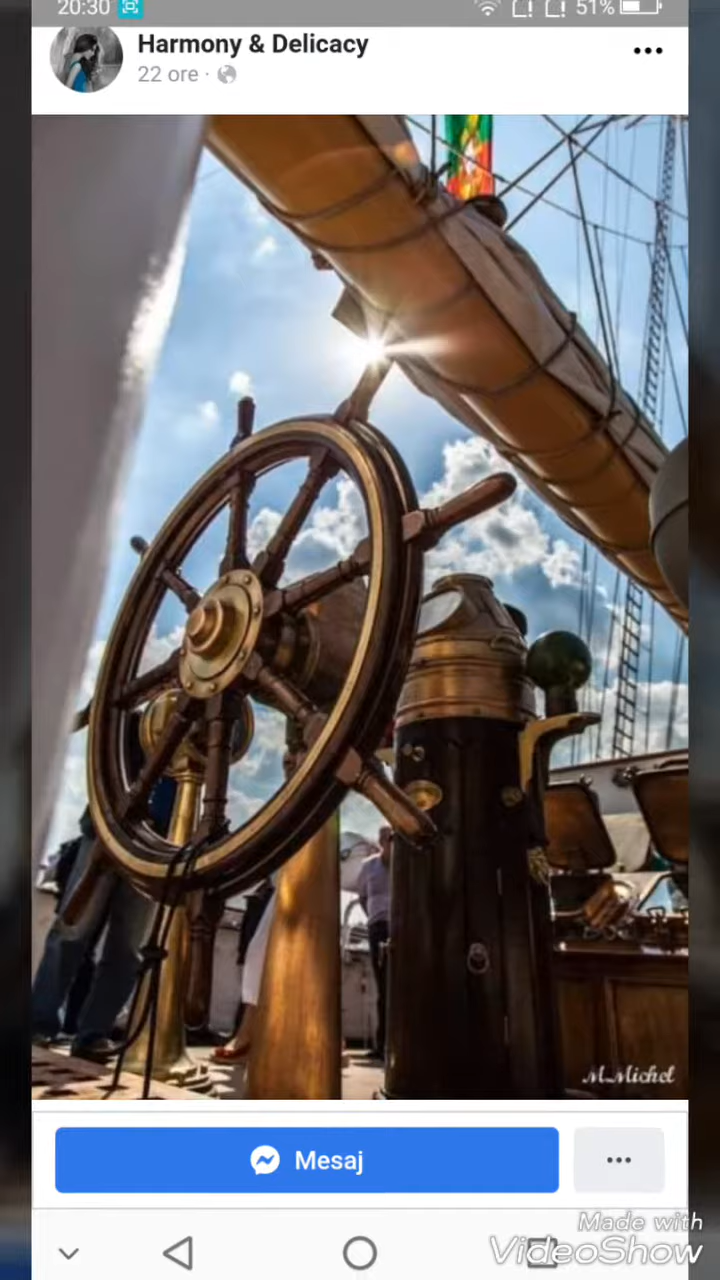 20:30
51%
Harmony & Delicacy
22 ore ·
M.Michel
Mesaj
Made with
VideoShow